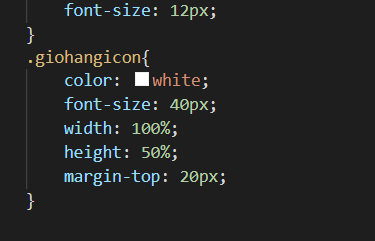 font-size: 12px;
}
.giohangicon{
color: white;
font-size: 40px;
width: 100%;
height: 50%;
margin-top: 20px;
}